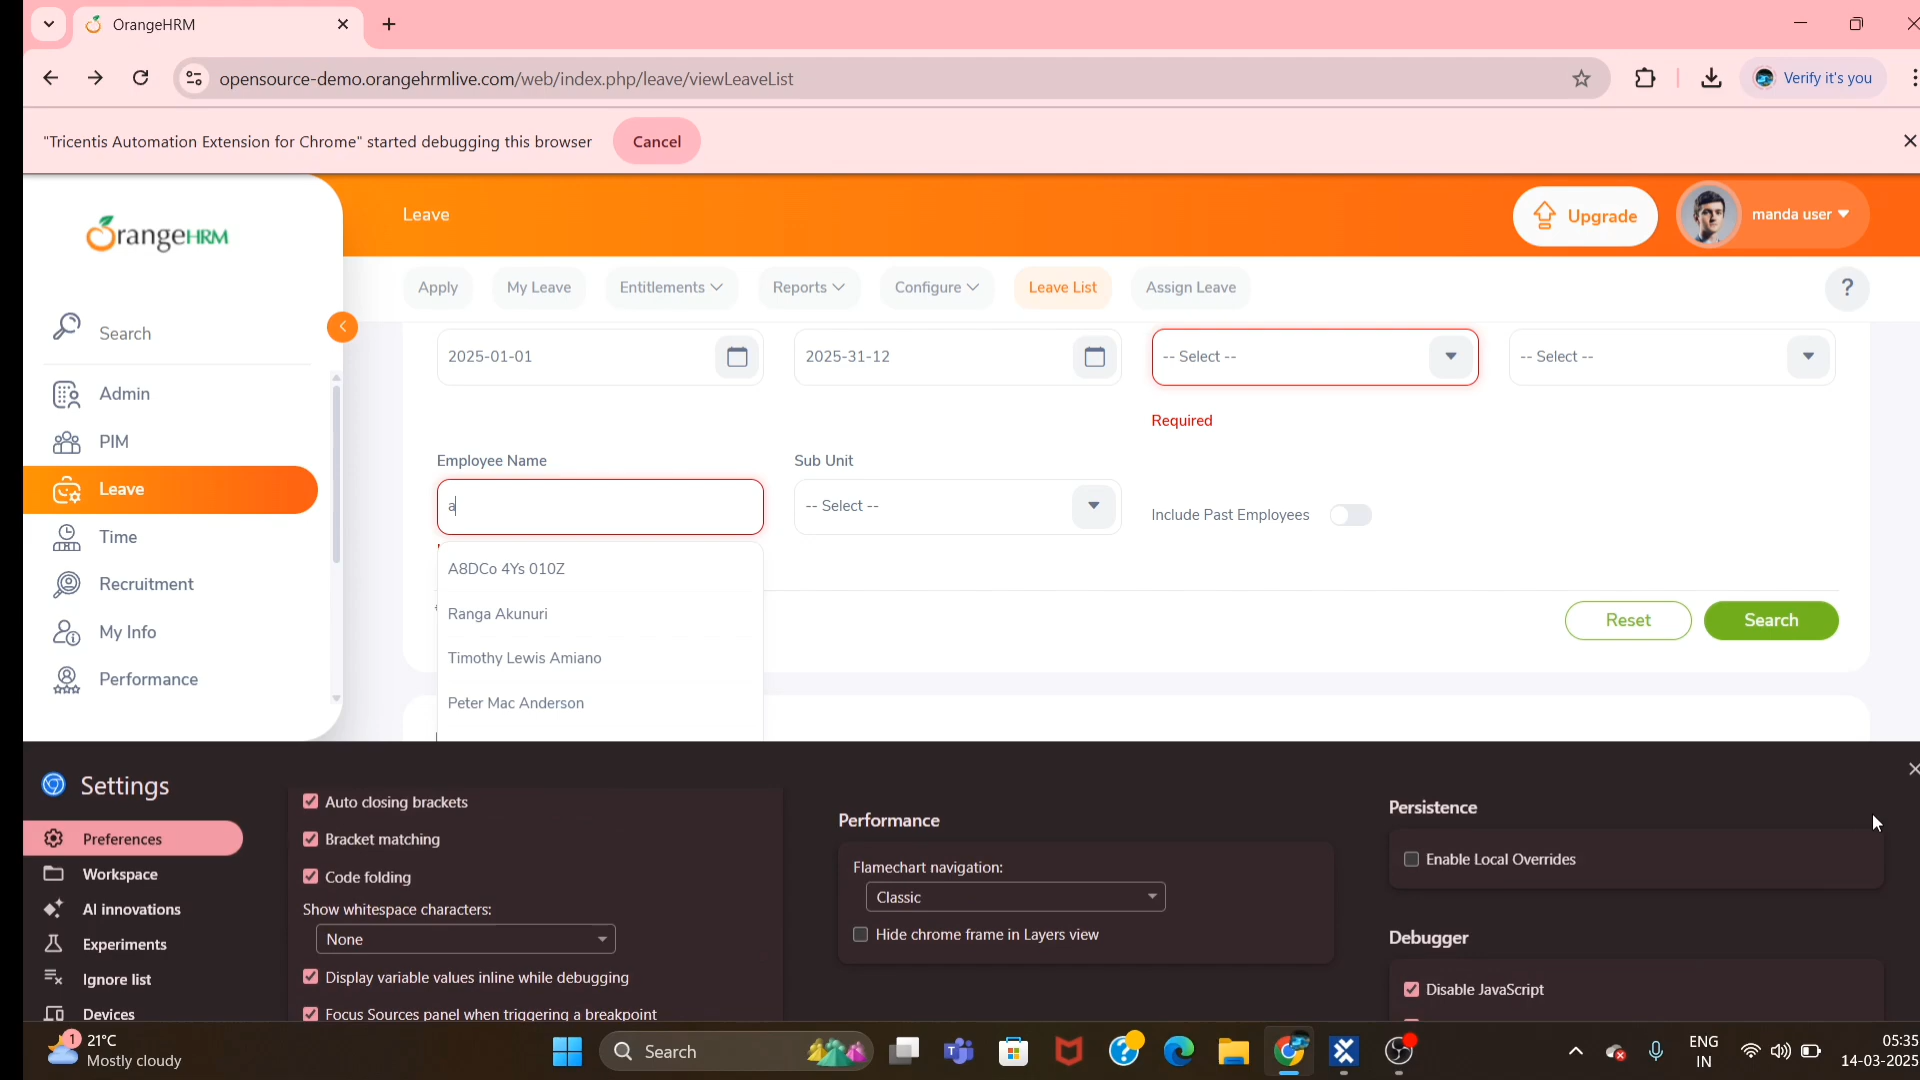 OrangeHRM
opensource-demo.orangehrmlive.com/web/index.php/leave/viewLeaveList
Verify it's you
"Tricentis Automation Extension for Chrome" started debugging this browser
Cancel
OrangeHRM
Leave
Upgrade
manda user
Apply
My Leave
Entitlements
Reports
Configure
Leave List
Assign Leave
?
Search
Admin
PIM
Leave
Time
Recruitment
My Info
Performance
2025-01-01
2025-31-12
-- Select --
-- Select --
Required
Employee Name
Sub Unit
a
-- Select --
Include Past Employees
A8DCo 4Ys 010Z
Ranga Akunuri
Timothy Lewis Amiano
Peter Mac Anderson
Reset
Search
Settings
Preferences
Workspace
AI innovations
Experiments
Ignore list
Devices
Auto closing brackets
Bracket matching
Code folding
Show whitespace characters:
None
Display variable values inline while debugging
Focus Sources panel when triggering a breakpoint
Performance
Flamechart navigation:
Classic
Hide chrome frame in Layers view
Persistence
Enable Local Overrides
Debugger
Disable JavaScript
1
21°C
Mostly cloudy
Search
ENG
IN
05:35
14-03-2025